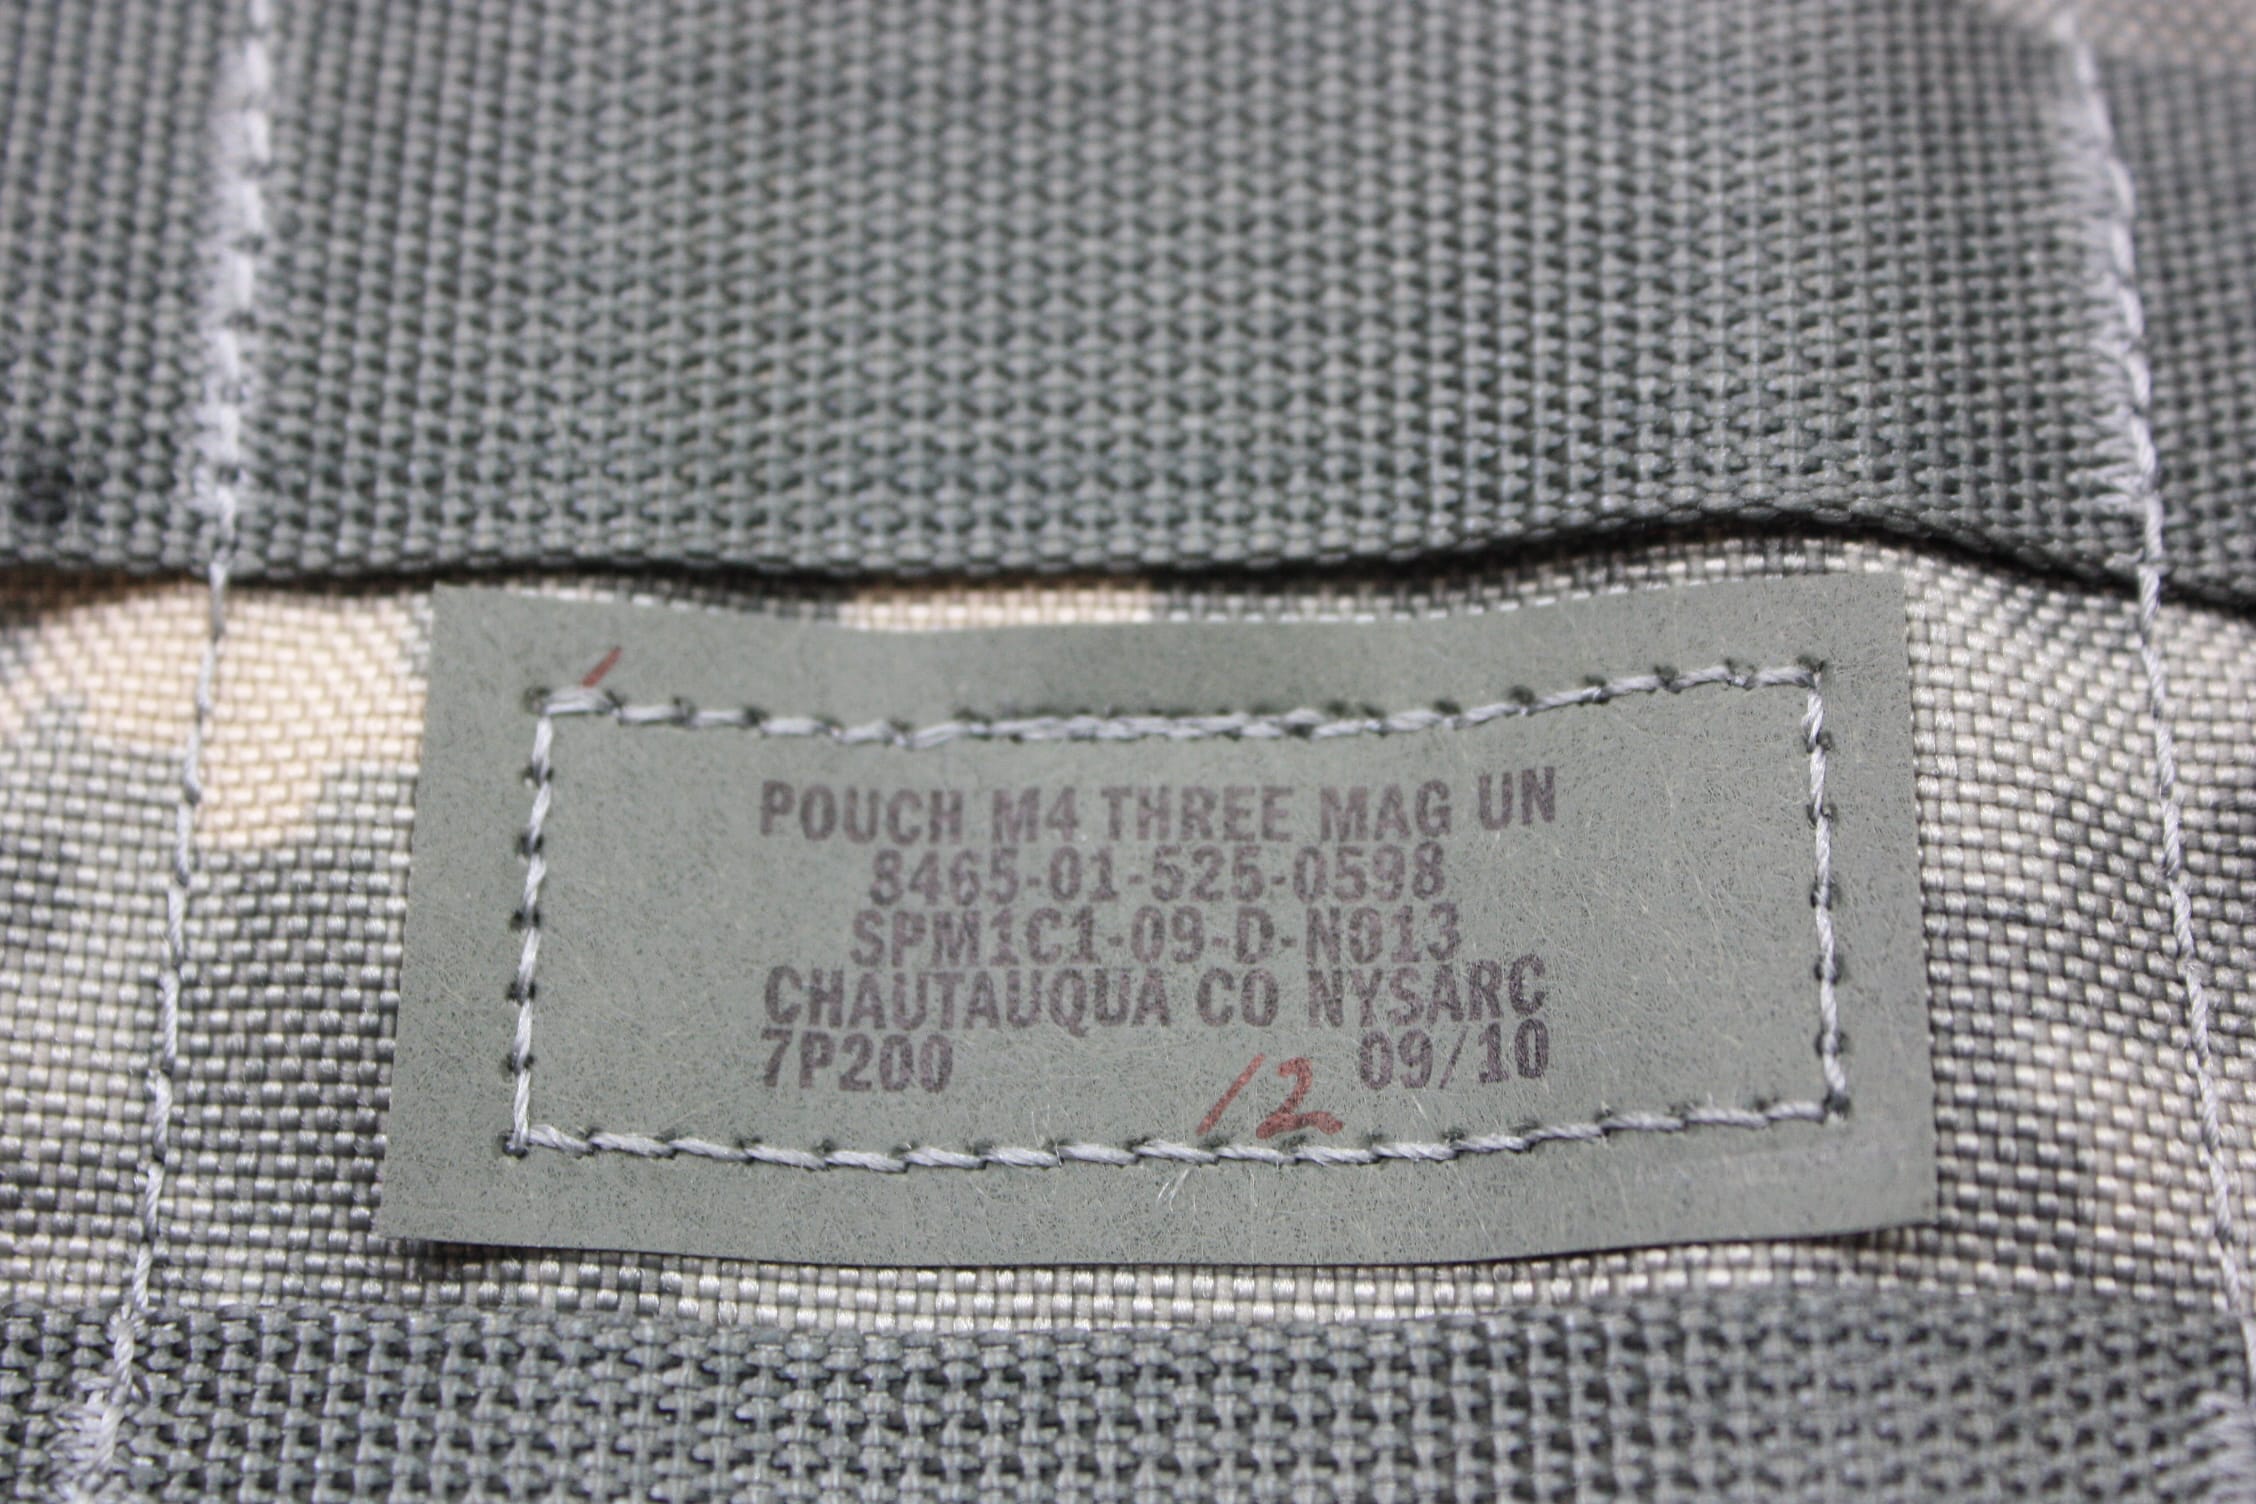 POUCH M4 THREE MAG UN
8465-01-525-0598
SPM1C1-09-D-N013
CHAUTAUQUA CO NYSARC
7P200 12 09/10